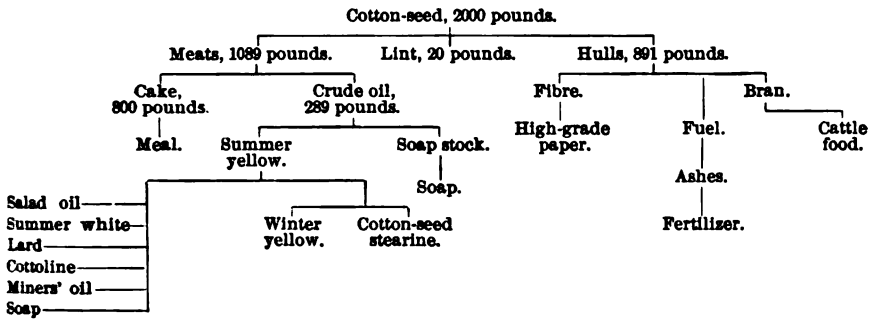 Cotton-seed, 2000 pounds.
Meats, 1089 pounds. Lint, 20 pounds. Hulls, 891 pounds.
Cake, Crude oil, Fibre. Bran.
800 pounds. 289 pounds.
Meal. Summer Soap stock. High-grade Fuel. Cattle
yellow. paper. food.
Soap. Ashes.
Salad oil
Summer white Winter Cotton-seed Fertilizer.
Lard yellow. stearine.
Cottoline
Miners' oil
Soap